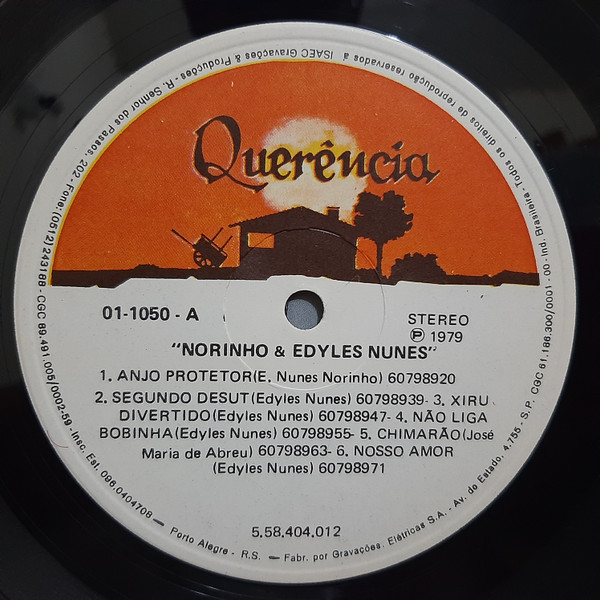 Querência
01-1050 - A
STEREO
Ⓟ 1979
"NORINHO & EDYLES NUNES"
1. ANJO PROTETOR(E. Nunes Norinho) 60798920
2. SEGUNDO DESUT(Edyles Nunes) 60798939- 3. XIRU
DIVERTIDO(Edyles Nunes) 60798947- 4. NÃO LIGA
BOBINHA(Edyles Nunes) 60798955- 5. CHIMARÃO(José
Maria de Abreu) 60798963- 6. NOSSO AMOR
(Edyles Nunes) 60798971
5.58.404.012
ISAEC Gravações & Produções - R. Senhor dos Passos, 202 - Fone: (0512) 243188 - CGC 89.491.005/0002-59 - Insc. Est. 096.0404708 - Porto Alegre - R.S. - Fabr. por Gravações. Elétricas S.A. - Av. do Estado, 4.755 - S.P. CGC 61.186.300/0001-00 - Ind. Brasileira - Todos os direitos de reprodução reservados à